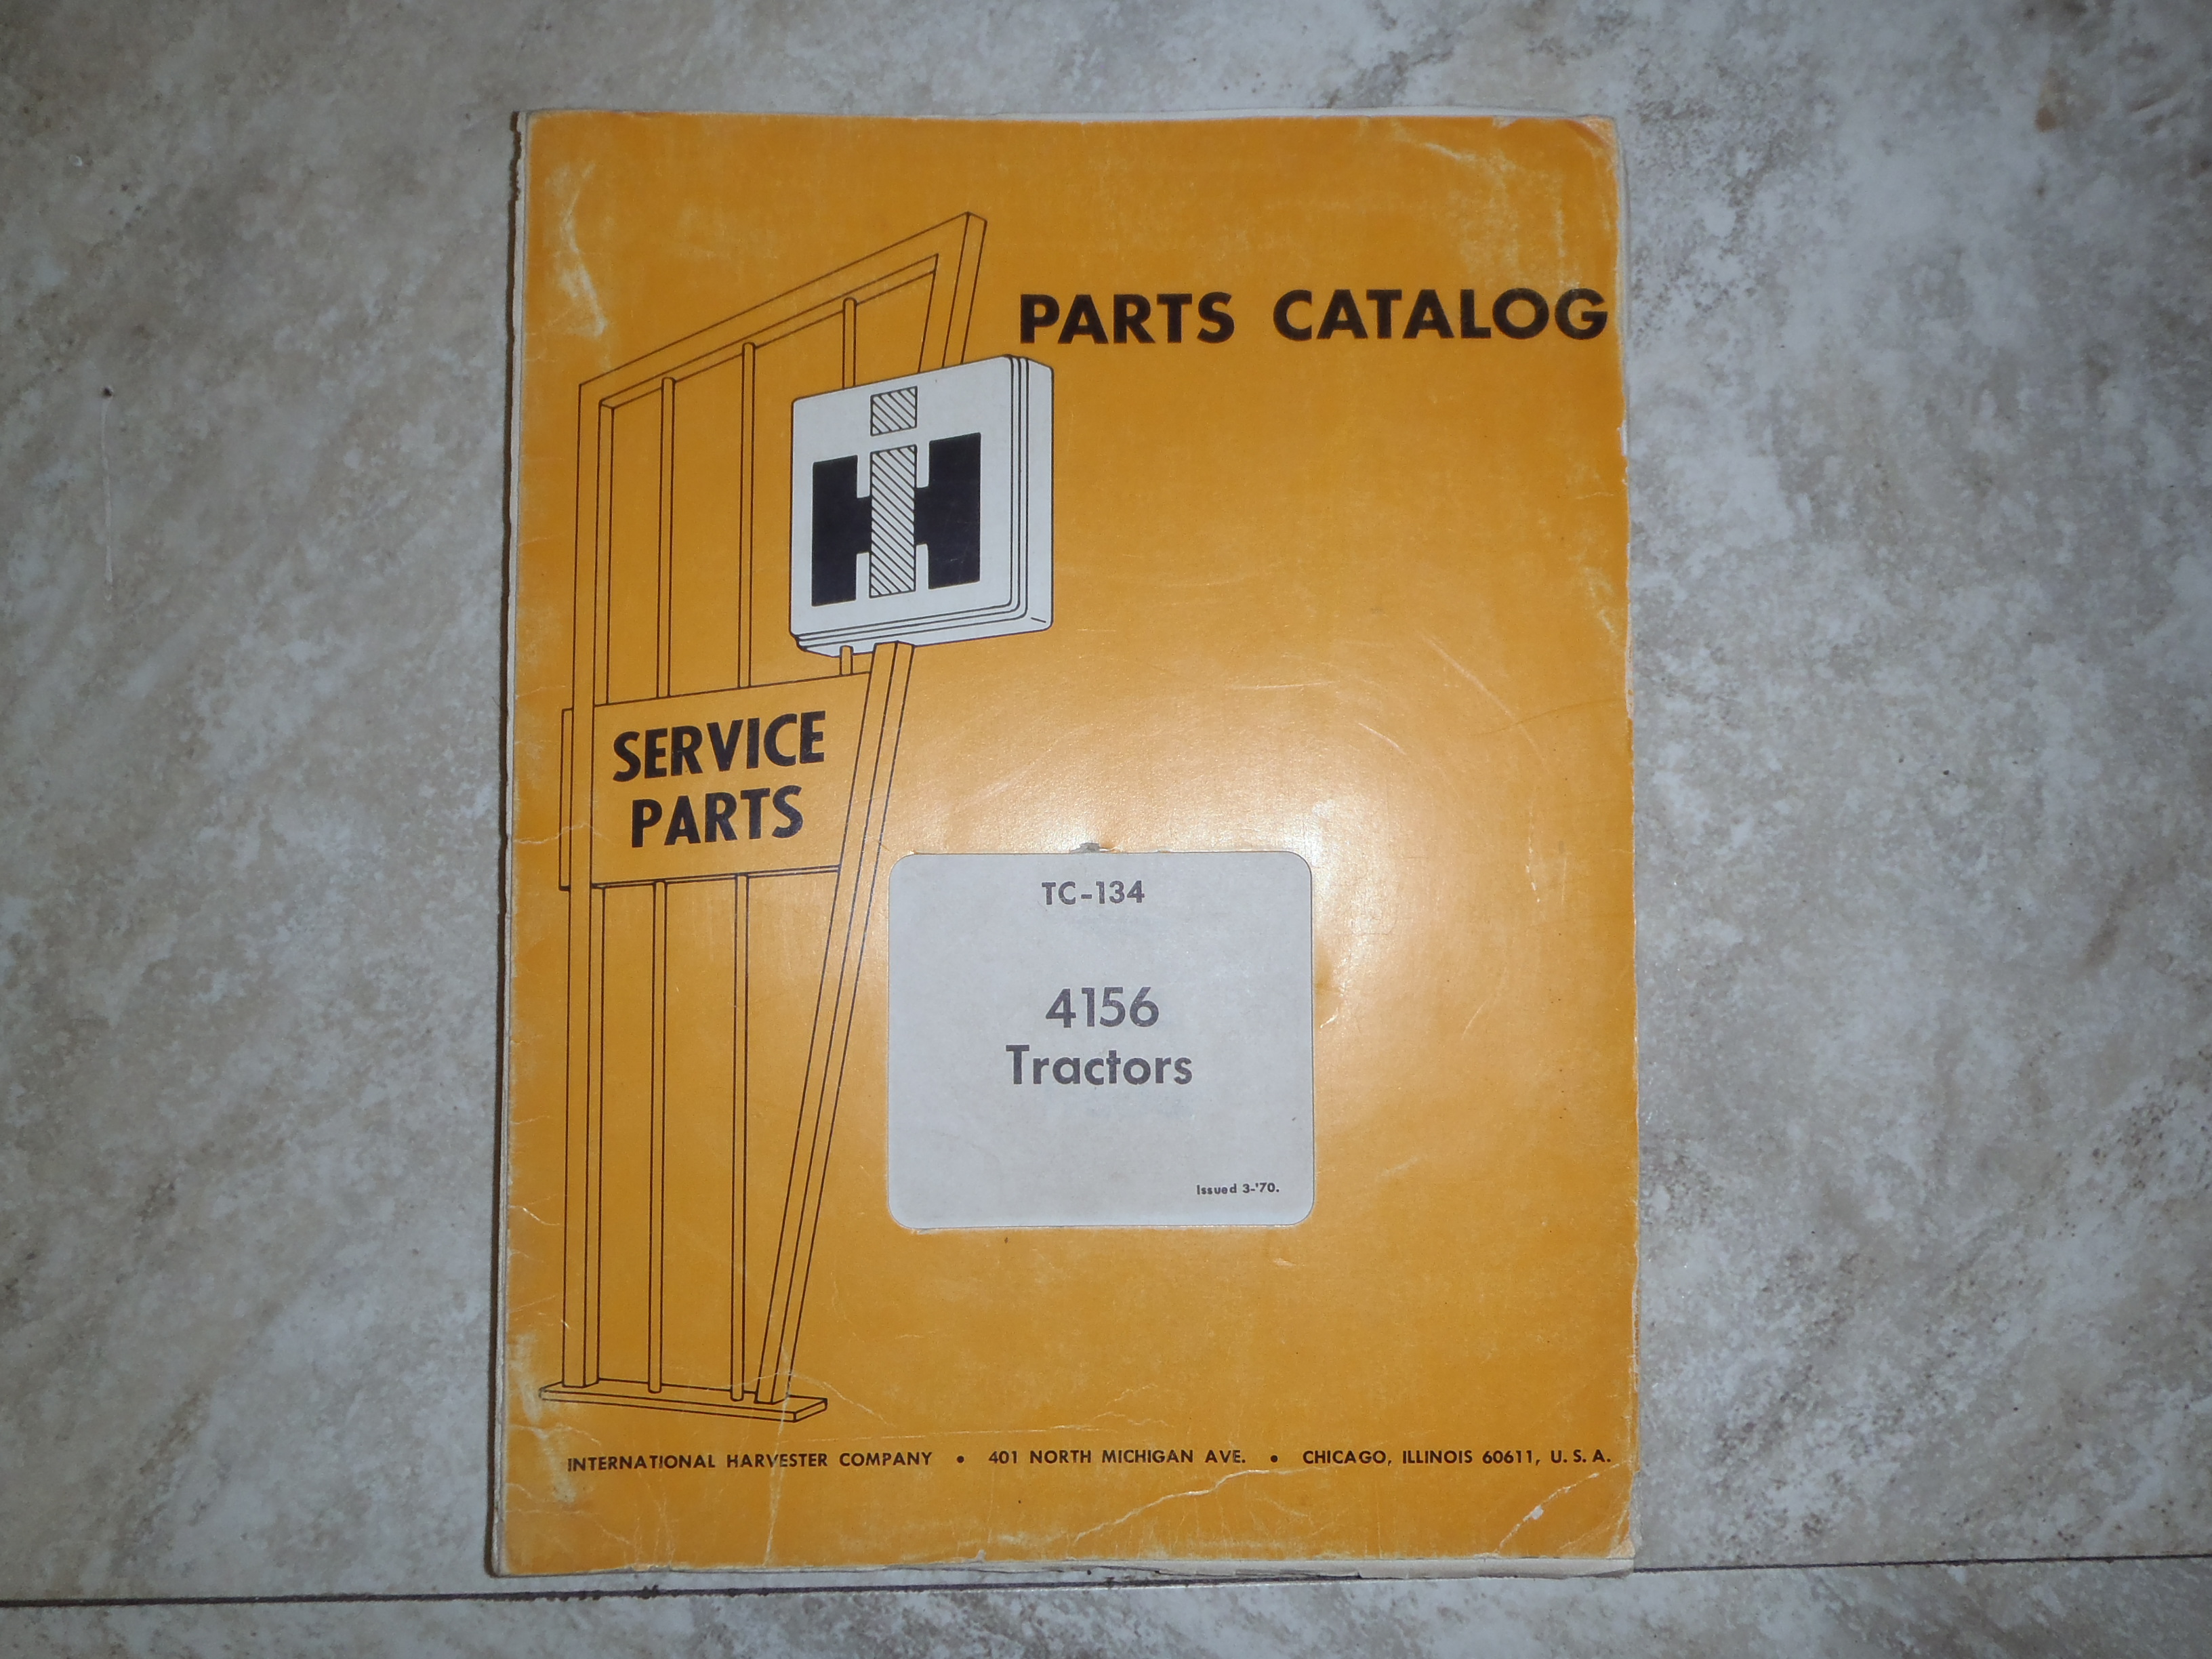 PARTS CATALOG
IH
SERVICE
PARTS
TC-134
4156
Tractors
Issued 3-'70.
INTERNATIONAL HARVESTER COMPANY • 401 NORTH MICHIGAN AVE. • CHICAGO, ILLINOIS 60611, U. S. A.